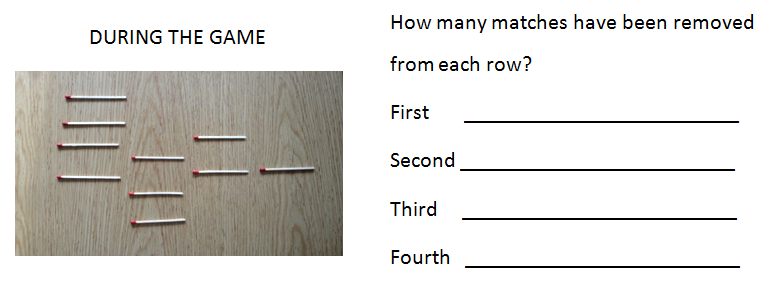 DURING THE GAME
How many matches have been removed
from each row?
First
Second
Third
Fourth